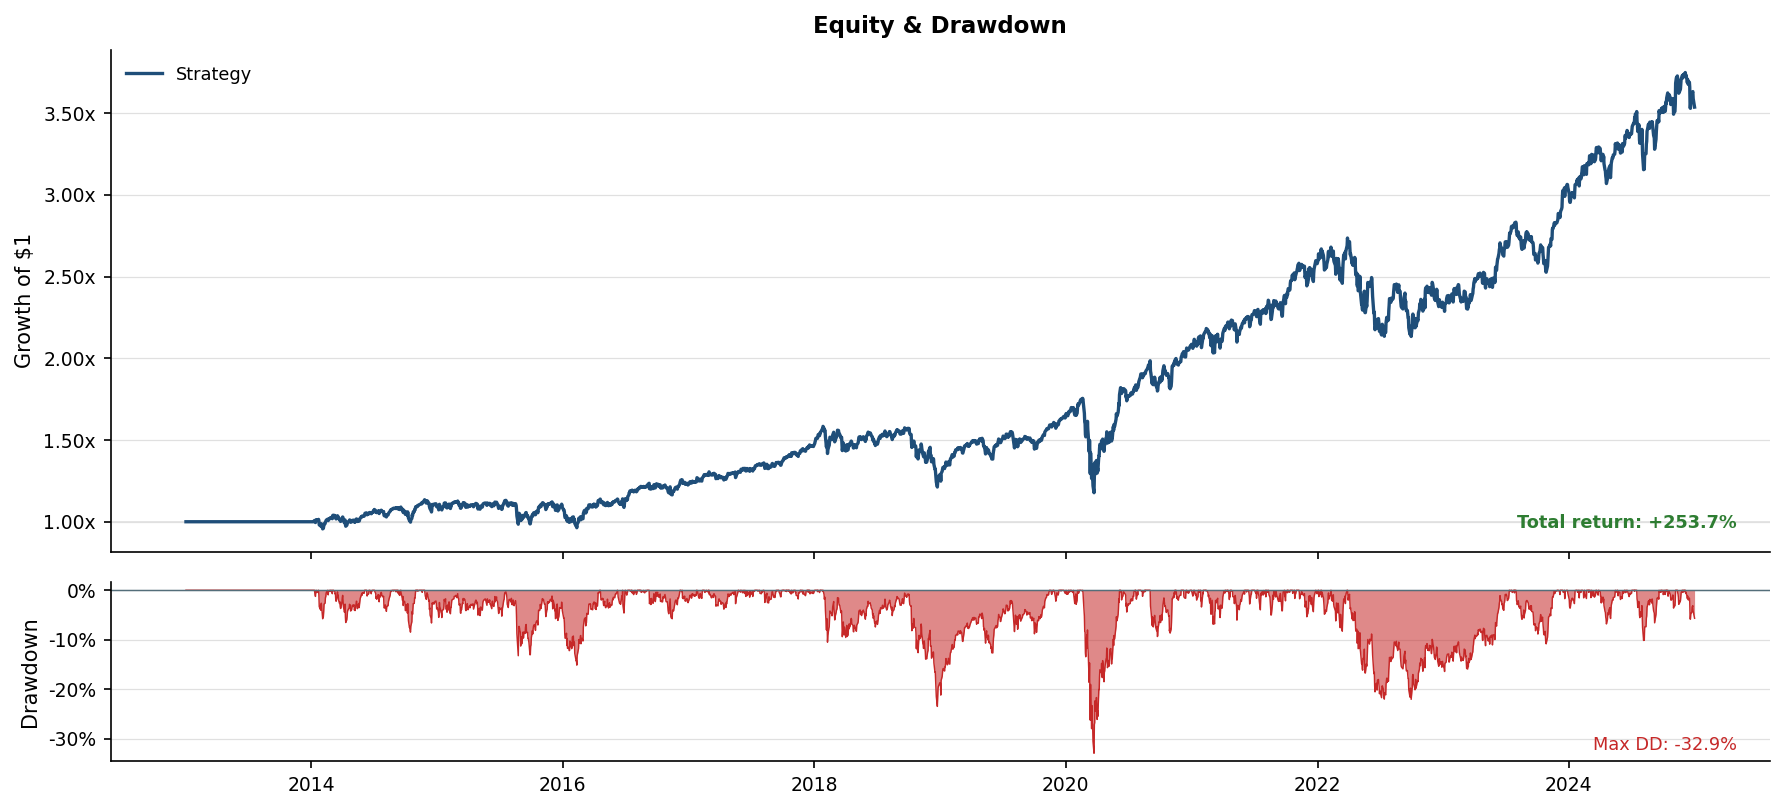 Equity & Drawdown
Strategy
Growth of $1
3.50x
3.00x
2.50x
2.00x
1.50x
1.00x
Total return: +253.7%
Drawdown
0%
-10%
-20%
-30%
Max DD: -32.9%
2014
2016
2018
2020
2022
2024